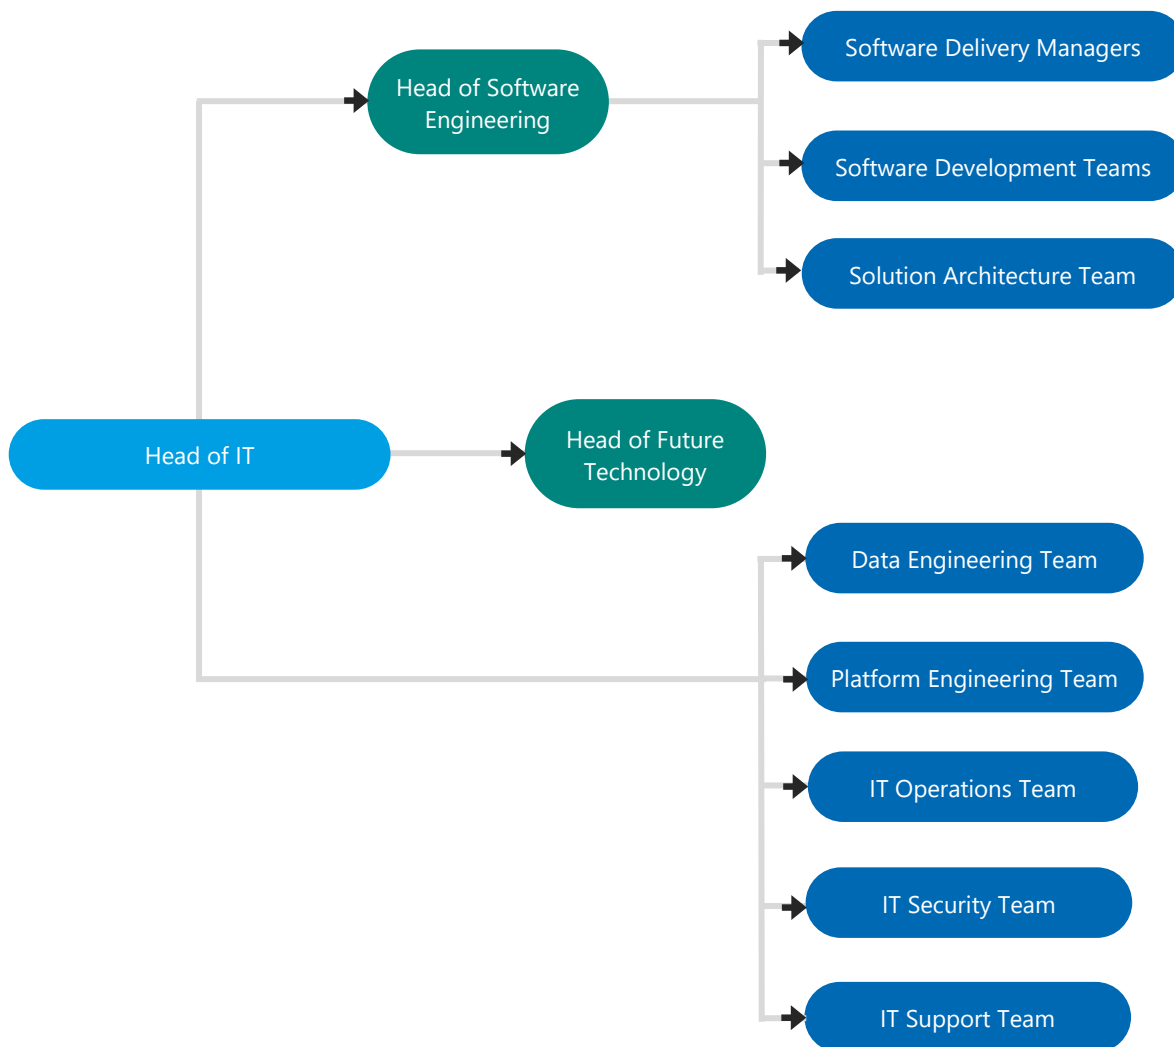 Software Delivery Managers
Head of Software
Engineering
Software Development Teams
Solution Architecture Team
Head of IT
Head of Future
Technology
Data Engineering Team
Platform Engineering Team
IT Operations Team
IT Security Team
IT Support Team